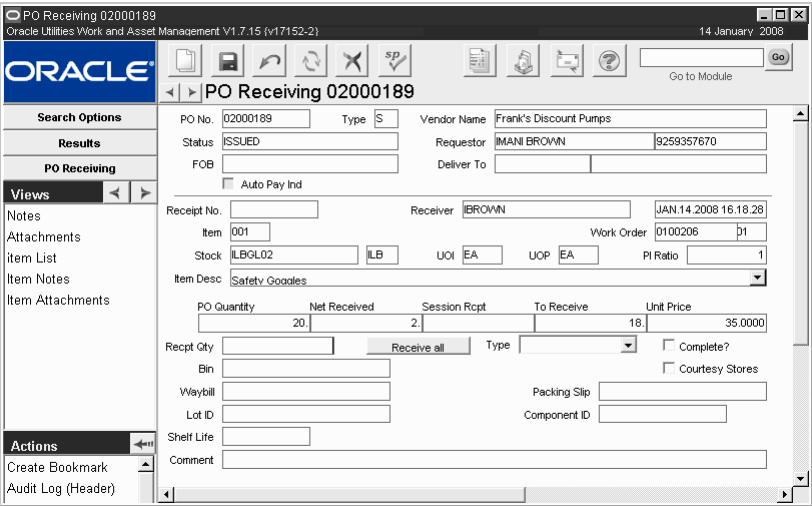 PO Receiving 02000189
Oracle Utilities Work and Asset Management V1.7.15 {v17152-2} 14 January 2008
ORACLE
sp
Go
Go to Module
PO Receiving 02000189
Search Options
Results
PO Receiving
Views
Notes
Attachments
item List
Item Notes
Item Attachments
Actions
Create Bookmark
Audit Log (Header)
PO No. 02000189 Type S Vendor Name Frank's Discount Pumps
Status ISSUED Requestor IMANI BROWN 9259357670
FOB Deliver To
Auto Pay Ind
Receipt No. Receiver IBROWN JAN.14.2008 16.18.28
Item 001 Work Order 0100206 01
Stock ILBGL02 ILB UOI EA UOP EA PI Ratio 1
Item Desc Safety Goggles
PO Quantity Net Received Session Rcpt To Receive Unit Price
20. 2. 18. 35.0000
Recpt Qty Receive all Type Complete?
Bin Courtesy Stores
Waybill Packing Slip
Lot ID Component ID
Shelf Life
Comment